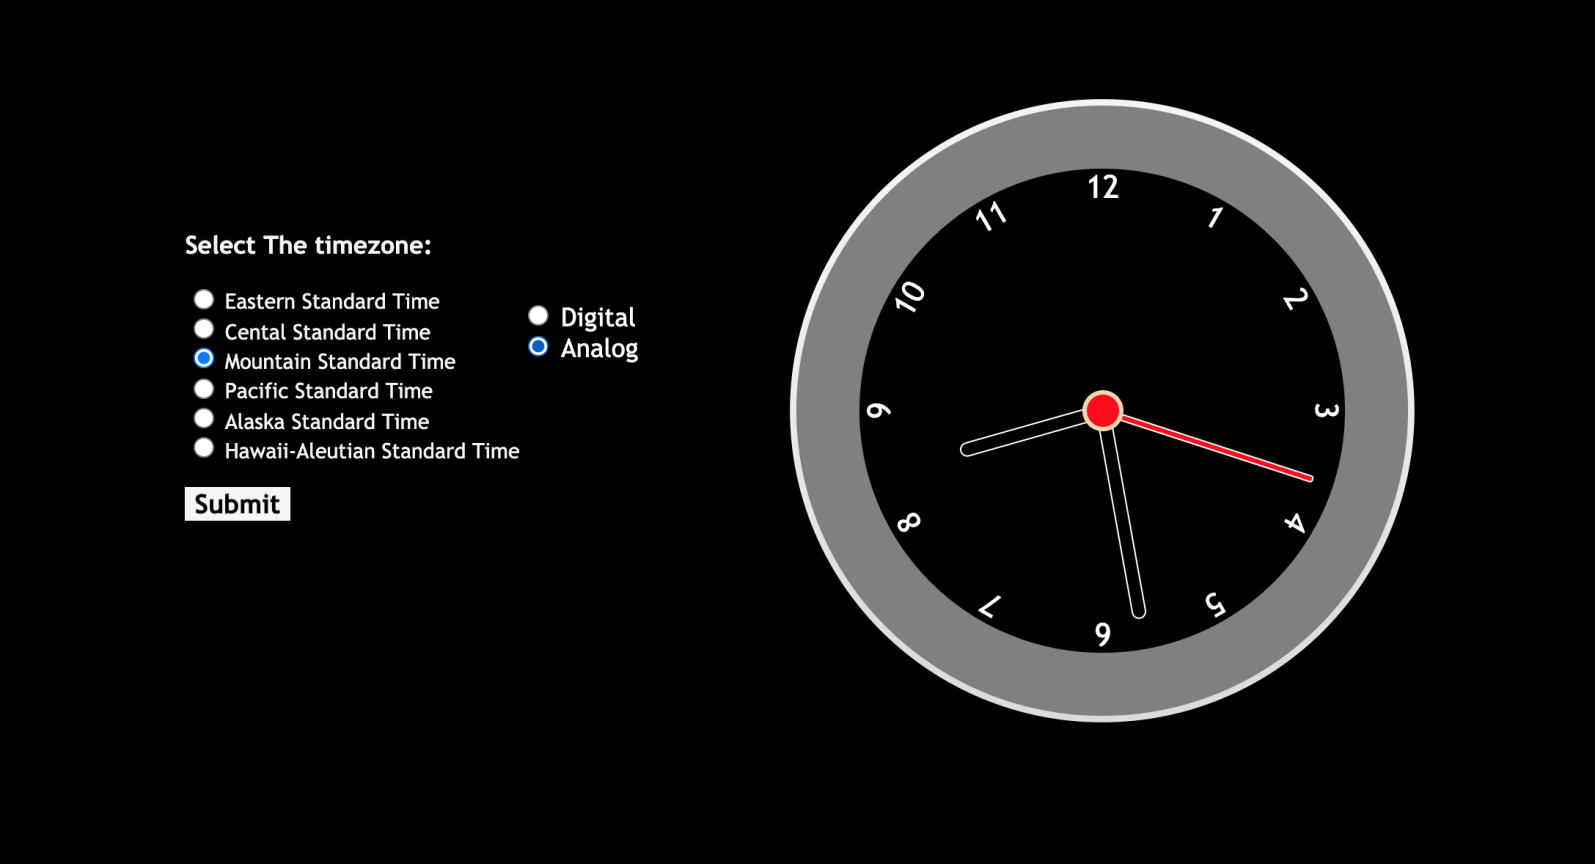 Select The timezone:
Eastern Standard Time
Cental Standard Time
Mountain Standard Time
Pacific Standard Time
Alaska Standard Time
Hawaii-Aleutian Standard Time
Digital
Analog
Submit
12
1
2
3
4
5
6
7
8
9
10
11